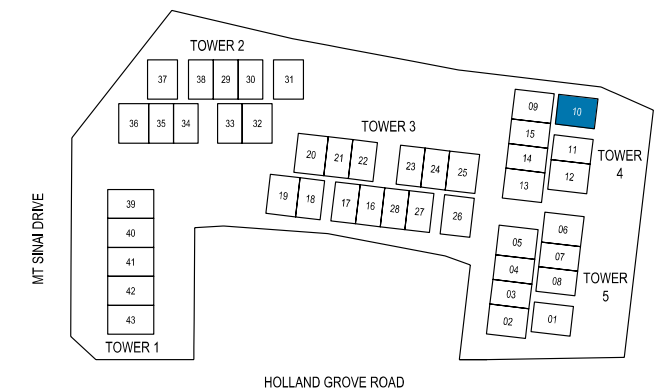 TOWER 2
37
38 29 30
31
36 35 34
33 32
TOWER 3
20 21 22
23 24 25
19 18
17 16 28 27
26
09
10
15
14
13
11
12
TOWER
4
39
40
41
42
43
TOWER 1
MT SINAI DRIVE
05
04
03
02
06
07
08
01
TOWER
5
HOLLAND GROVE ROAD